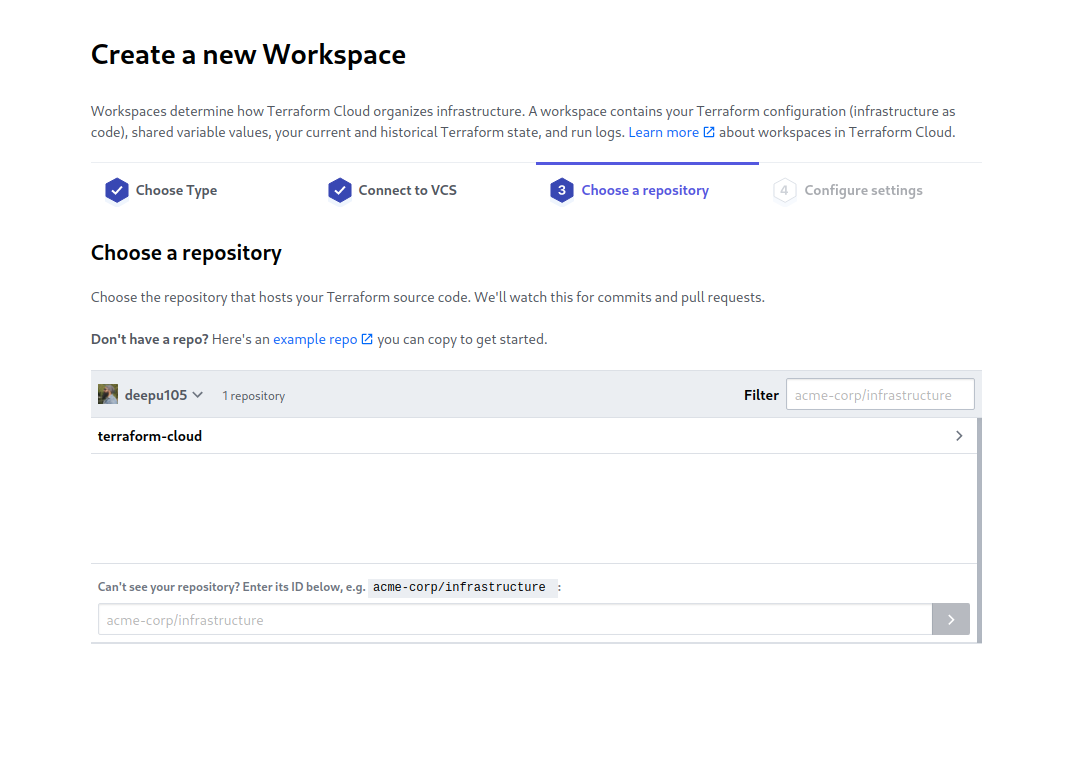 Create a new Workspace
Workspaces determine how Terraform Cloud organizes infrastructure. A workspace contains your Terraform configuration (infrastructure as
code), shared variable values, your current and historical Terraform state, and run logs. Learn more about workspaces in Terraform Cloud.
Choose Type Connect to VCS 3 Choose a repository 4 Configure settings
Choose a repository
Choose the repository that hosts your Terraform source code. We'll watch this for commits and pull requests.
Don't have a repo? Here's an example repo you can copy to get started.
deepu105 1 repository Filter acme-corp/infrastructure
terraform-cloud
Can't see your repository? Enter its ID below, e.g. acme-corp/infrastructure :
acme-corp/infrastructure